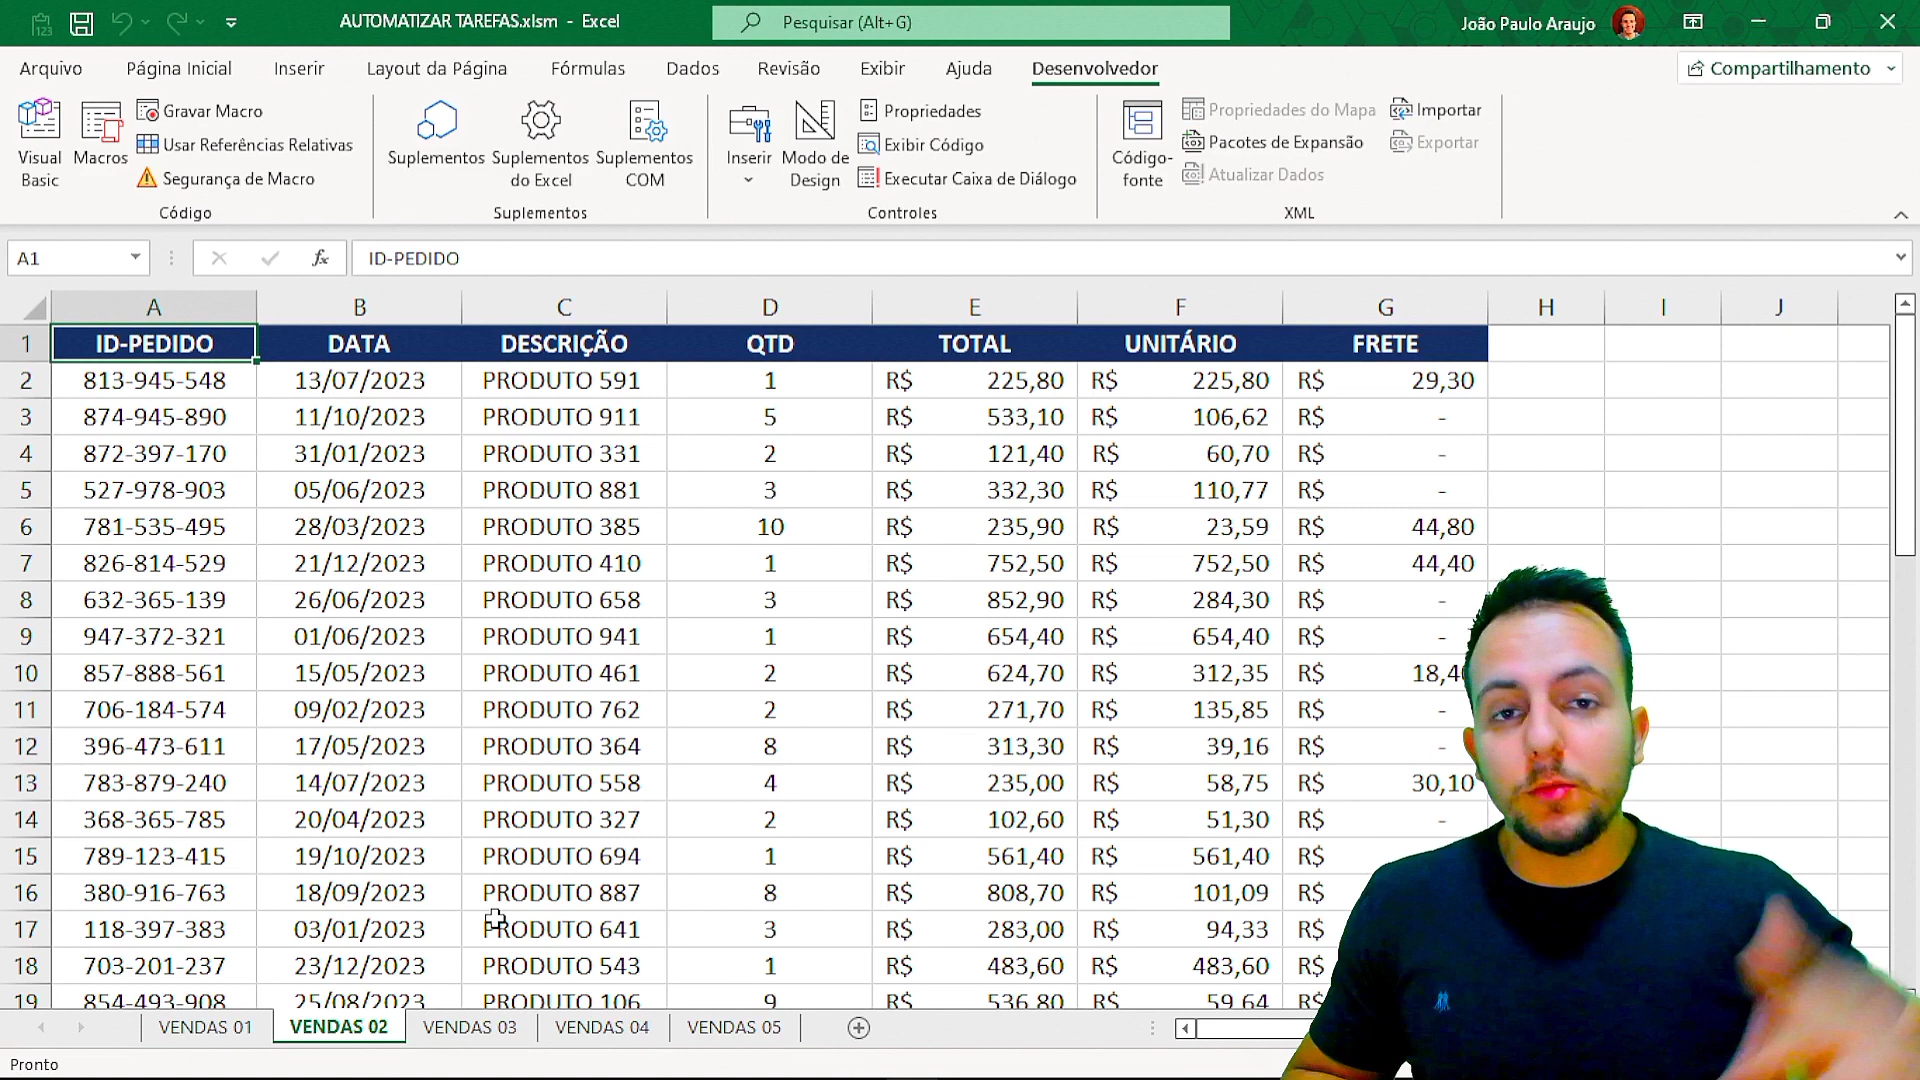 AUTOMATIZAR TAREFAS.xlsm - Excel
Pesquisar (Alt+G)
João Paulo Araujo
Arquivo Página Inicial Inserir Layout da Página Fórmulas Dados Revisão Exibir Ajuda Desenvolvedor
Compartilhamento
Visual Basic
Macros
Gravar Macro
Usar Referências Relativas
Segurança de Macro
Código
Suplementos
Suplementos do Excel
Suplementos COM
Suplementos
Inserir
Modo de Design
Propriedades
Exibir Código
Executar Caixa de Diálogo
Controles
Código-fonte
Propriedades do Mapa
Pacotes de Expansão
Atualizar Dados
Importar
Exportar
XML
A1 fx ID-PEDIDO
A B C D E F G H I J
1 ID-PEDIDO DATA DESCRIÇÃO QTD TOTAL UNITÁRIO FRETE
2 813-945-548 13/07/2023 PRODUTO 591 1 R$ 225,80 R$ 225,80 R$ 29,30
3 874-945-890 11/10/2023 PRODUTO 911 5 R$ 533,10 R$ 106,62 R$ -
4 872-397-170 31/01/2023 PRODUTO 331 2 R$ 121,40 R$ 60,70 R$ -
5 527-978-903 05/06/2023 PRODUTO 881 3 R$ 332,30 R$ 110,77 R$ -
6 781-535-495 28/03/2023 PRODUTO 385 10 R$ 235,90 R$ 23,59 R$ 44,80
7 826-814-529 21/12/2023 PRODUTO 410 1 R$ 752,50 R$ 752,50 R$ 44,40
8 632-365-139 26/06/2023 PRODUTO 658 3 R$ 852,90 R$ 284,30 R$ -
9 947-372-321 01/06/2023 PRODUTO 941 1 R$ 654,40 R$ 654,40 R$ -
10 857-888-561 15/05/2023 PRODUTO 461 2 R$ 624,70 R$ 312,35 R$ 18,40
11 706-184-574 09/02/2023 PRODUTO 762 2 R$ 271,70 R$ 135,85 R$ -
12 396-473-611 17/05/2023 PRODUTO 364 8 R$ 313,30 R$ 39,16 R$ -
13 783-879-240 14/07/2023 PRODUTO 558 4 R$ 235,00 R$ 58,75 R$ 30,10
14 368-365-785 20/04/2023 PRODUTO 327 2 R$ 102,60 R$ 51,30 R$ -
15 789-123-415 19/10/2023 PRODUTO 694 1 R$ 561,40 R$ 561,40 R$
16 380-916-763 18/09/2023 PRODUTO 887 8 R$ 808,70 R$ 101,09 R$
17 118-397-383 03/01/2023 PRODUTO 641 3 R$ 283,00 R$ 94,33 R$
18 703-201-237 23/12/2023 PRODUTO 543 1 R$ 483,60 R$ 483,60 R$
19 854-493-908 25/08/2023 PRODUTO 106 9 R$ 536,80 R$ 59,64 R$
VENDAS 01 VENDAS 02 VENDAS 03 VENDAS 04 VENDAS 05
Pronto